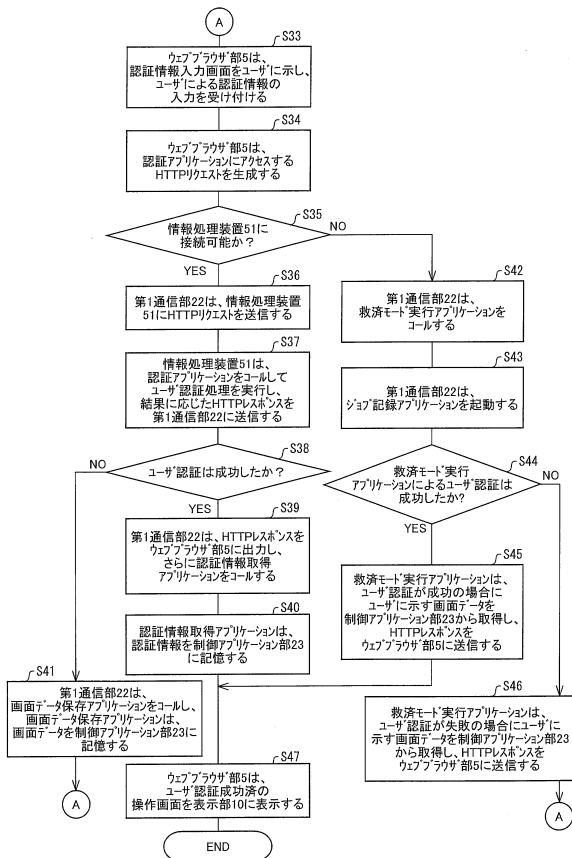 A
S33
ウェブブラウザ部5は、
認証情報入力画面をユーザに示し、
ユーザによる認証情報の
入力を受け付ける
S34
ウェブブラウザ部5は、
認証アプリケーションにアクセスする
HTTPリクエストを生成する
S35
情報処理装置51に
接続可能か?
NO
YES
S36
第1通信部22は、情報処理装置
51にHTTPリクエストを送信する
S37
情報処理装置51は、
認証アプリケーションをコールして
ユーザ認証処理を実行し、
結果に応じたHTTPレスポンスを
第1通信部22に送信する
S38
ユーザ認証は成功したか?
NO
YES
S39
第1通信部22は、HTTPレスポンスを
ウェブブラウザ部5に出力し、
さらに認証情報取得
アプリケーションをコールする
S40
認証情報取得アプリケーションは、
認証情報を制御アプリケーション部23
に記憶する
S41
第1通信部22は、
画面データ保存アプリケーションをコールし、
画面データ保存アプリケーションは、
画面データを制御アプリケーション部23に
記憶する
A
S42
第1通信部22は、
救済モード実行アプリケーションを
コールする
S43
第1通信部22は、
ジョブ記録アプリケーションを起動する
S44
救済モード実行
アプリケーションによるユーザ認証は
成功したか?
NO
YES
S45
救済モード実行アプリケーションは、
ユーザ認証が成功の場合に
ユーザに示す画面データを
制御アプリケーション部23から取得し、
HTTPレスポンスを
ウェブブラウザ部5に送信する
S46
救済モード実行アプリケーションは、
ユーザ認証が失敗の場合にユーザに
示す画面データを制御アプリケーション部23
から取得し、HTTPレスポンスを
ウェブブラウザ部5に送信する
A
S47
ウェブブラウザ部5は、
ユーザ認証成功済の
操作画面を表示部10に表示する
END